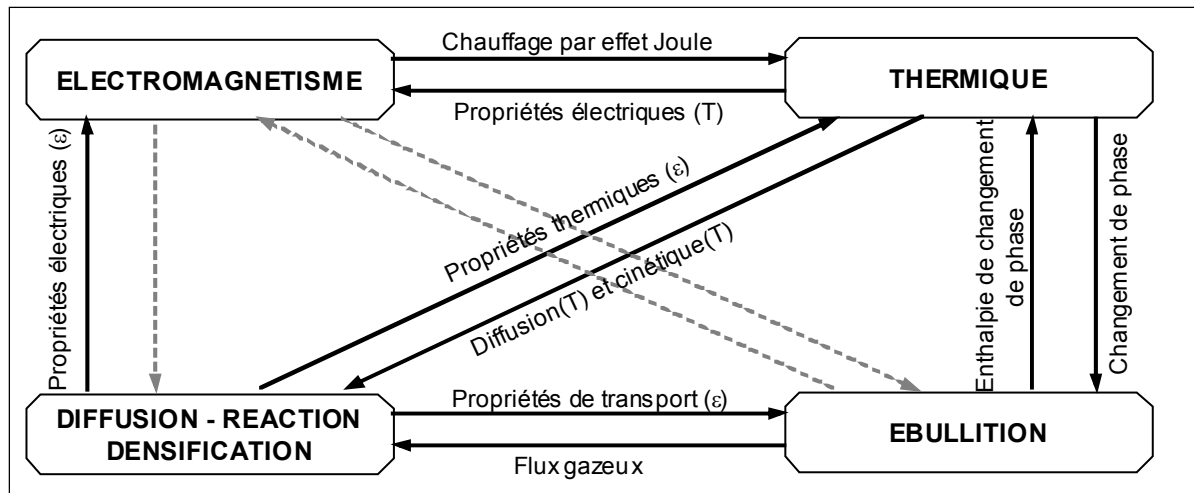 Chauffage par effet Joule
ELECTROMAGNETISME
THERMIQUE
Propriétés électriques (T)
Propriétés électriques (ε)
Propriétés thermiques (ε)
Diffusion(T) et cinétique(T)
Enthalpie de changement
de phase
Changement de phase
Propriétés de transport (ε)
DIFFUSION - REACTION
DENSIFICATION
EBULLITION
Flux gazeux